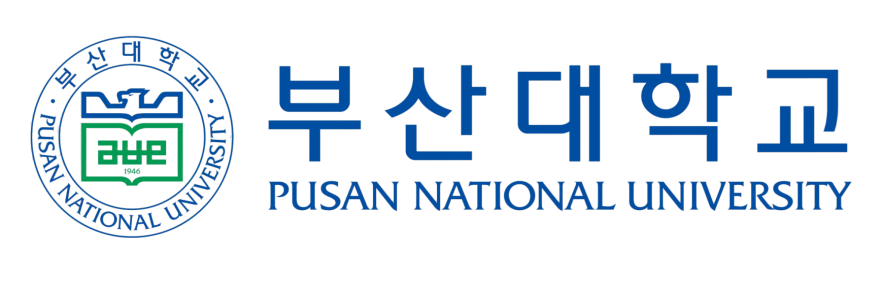 · 부산대학교 ·
PUSAN NATIONAL UNIVERSITY
1946
부산대학교
PUSAN NATIONAL UNIVERSITY